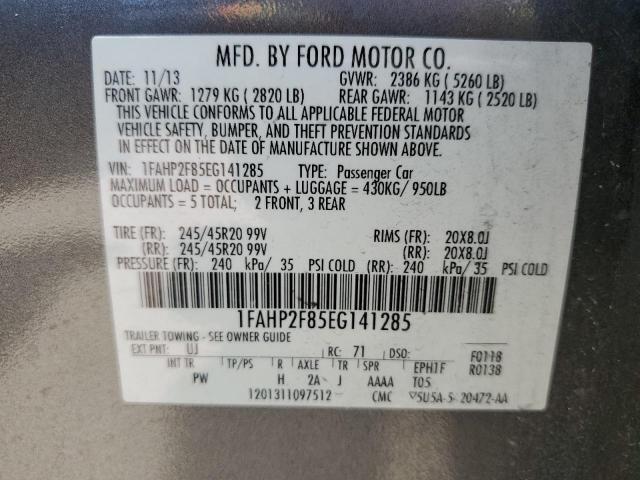 MFD. BY FORD MOTOR CO.
DATE: 11/13 GVWR: 2386 KG (5260 LB)
FRONT GAWR: 1279 KG (2820 LB) REAR GAWR: 1143 KG (2520 LB)
THIS VEHICLE CONFORMS TO ALL APPLICABLE FEDERAL MOTOR
VEHICLE SAFETY, BUMPER, AND THEFT PREVENTION STANDARDS
IN EFFECT ON THE DATE OF MANUFACTURE SHOWN ABOVE.
VIN: 1FAHP2F85EG141285 TYPE: Passenger Car
MAXIMUM LOAD = OCCUPANTS + LUGGAGE = 430KG/ 950LB
OCCUPANTS = 5 TOTAL; 2 FRONT, 3 REAR
TIRE (FR): 245/45R20 99V RIMS (FR): 20X8.0J
(RR): 245/45R20 99V (RR): 20X8.0J
PRESSURE (FR): 240 kPa/ 35 PSI COLD (RR): 240 kPa/ 35 PSI COLD
1FAHP2F85EG141285
TRAILER TOWING - SEE OWNER GUIDE
EXT PNT: UJ RC: 71 DSO: F0118
INT TR TP/PS R AXLE TR SPR EPH1F R0138
PW H 2A J AAAA T05
1201311097512 CMC 5U5A-5420472-AA